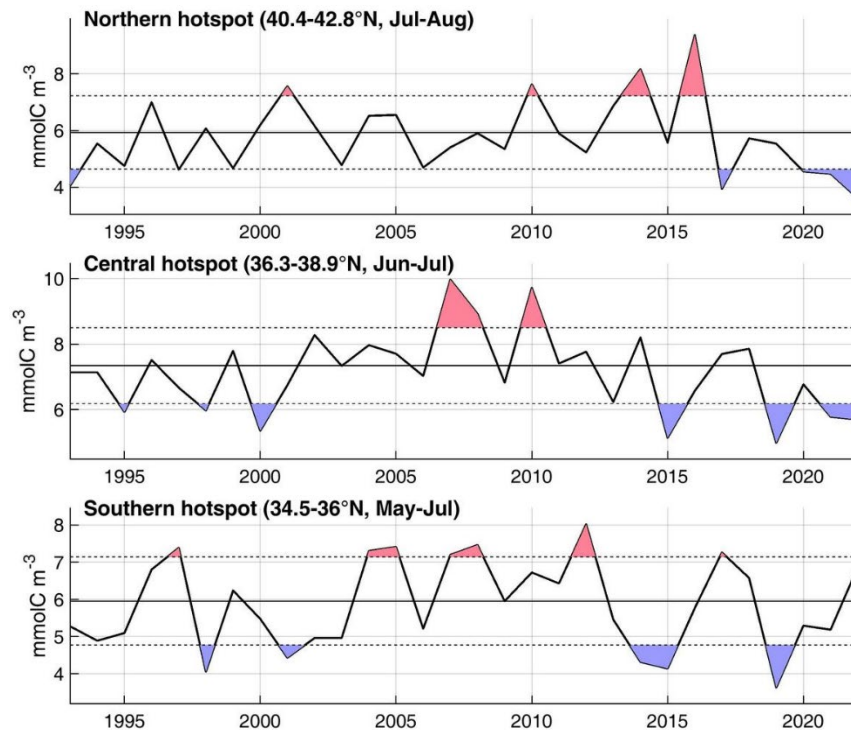 Northern hotspot (40.4-42.8°N, Jul-Aug)
mmolC m-3
8
6
4
1995 2000 2005 2010 2015 2020
Central hotspot (36.3-38.9°N, Jun-Jul)
mmolC m-3
10
8
6
1995 2000 2005 2010 2015 2020
Southern hotspot (34.5-36°N, May-Jul)
mmolC m-3
8
7
6
5
4
1995 2000 2005 2010 2015 2020